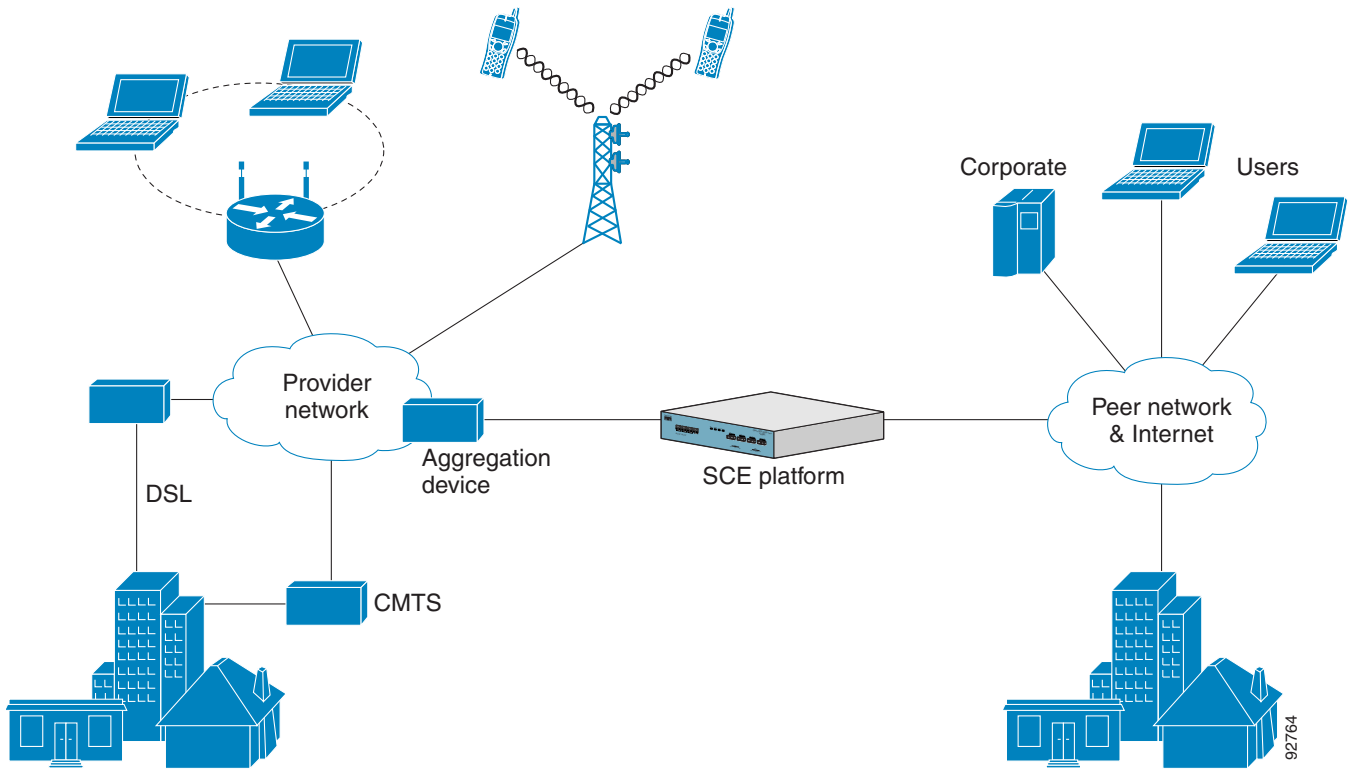 Corporate
Users
Provider
network
Peer network
& Internet
Aggregation
device
SCE platform
DSL
CMTS
92764